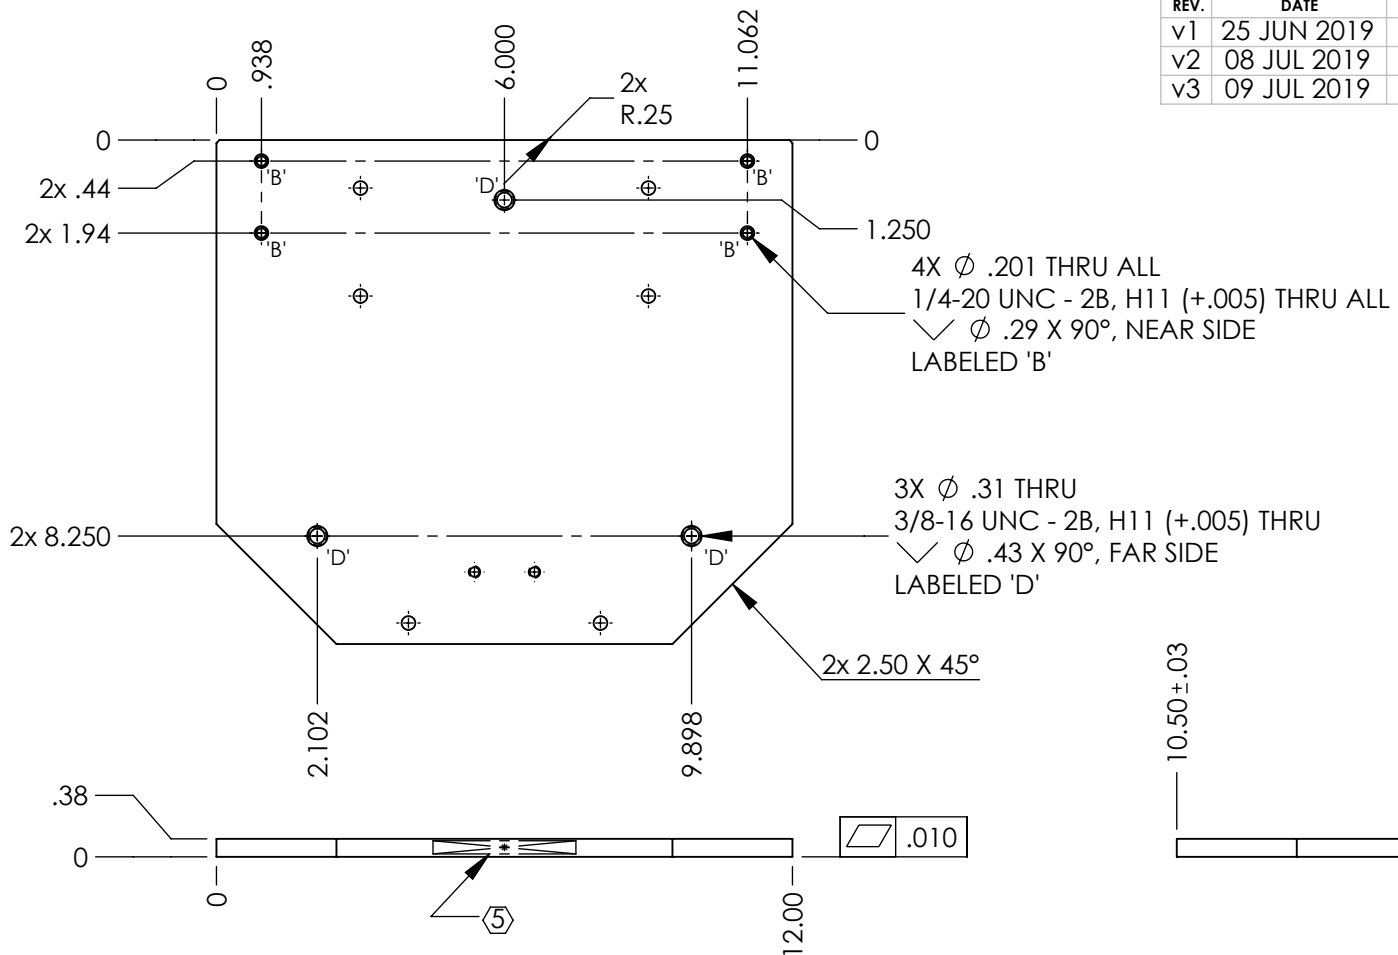 REV. DATE
v1 25 JUN 2019
v2 08 JUL 2019
v3 09 JUL 2019
0
.938
6.000
11.062
2x
R.25
0
0
2x .44
2x 1.94
'B'
'B'
'D'
'B'
'B'
1.250
4X ∅ .201 THRU ALL
1/4-20 UNC - 2B, H11 (+.005) THRU ALL
⌵ ∅ .29 X 90°, NEAR SIDE
LABELED 'B'
3X ∅ .31 THRU
3/8-16 UNC - 2B, H11 (+.005) THRU
⌵ ∅ .43 X 90°, FAR SIDE
LABELED 'D'
2x 8.250
'D'
'D'
2x 2.50 X 45°
2.102
9.898
10.50±.03
.38
0
⏥ .010
0
5
12.00